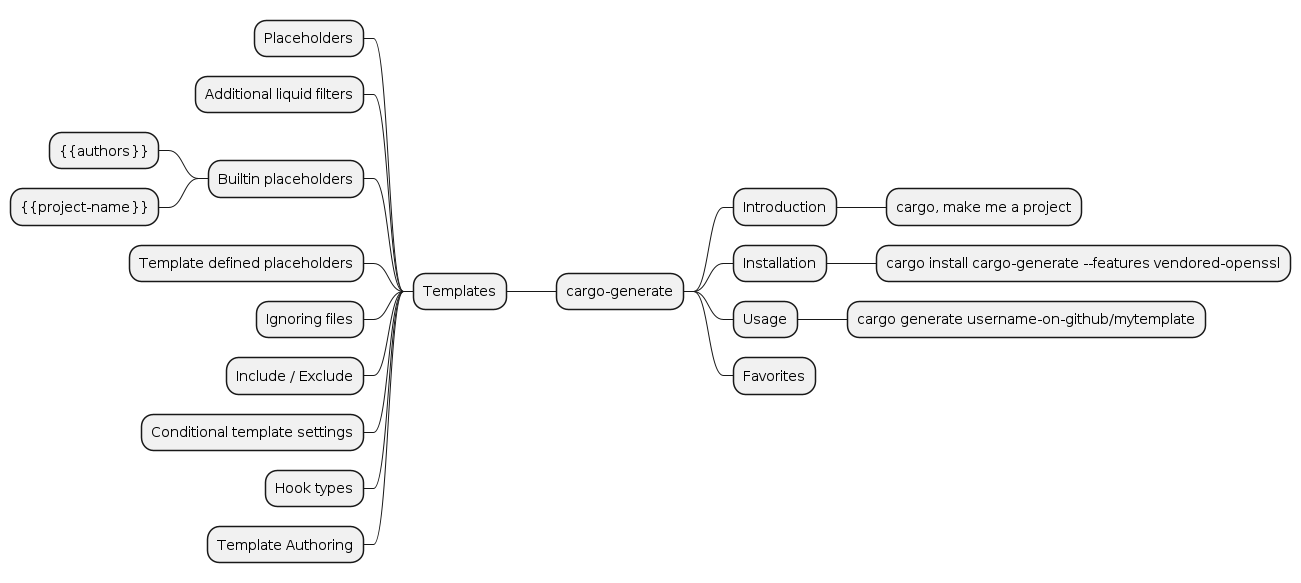 Placeholders
Additional liquid filters
{{authors}}
Builtin placeholders
{{project-name}}
Template defined placeholders
Ignoring files
Include / Exclude
Conditional template settings
Hook types
Template Authoring
Templates
cargo-generate
Introduction
cargo, make me a project
Installation
cargo install cargo-generate --features vendored-openssl
Usage
cargo generate username-on-github/mytemplate
Favorites